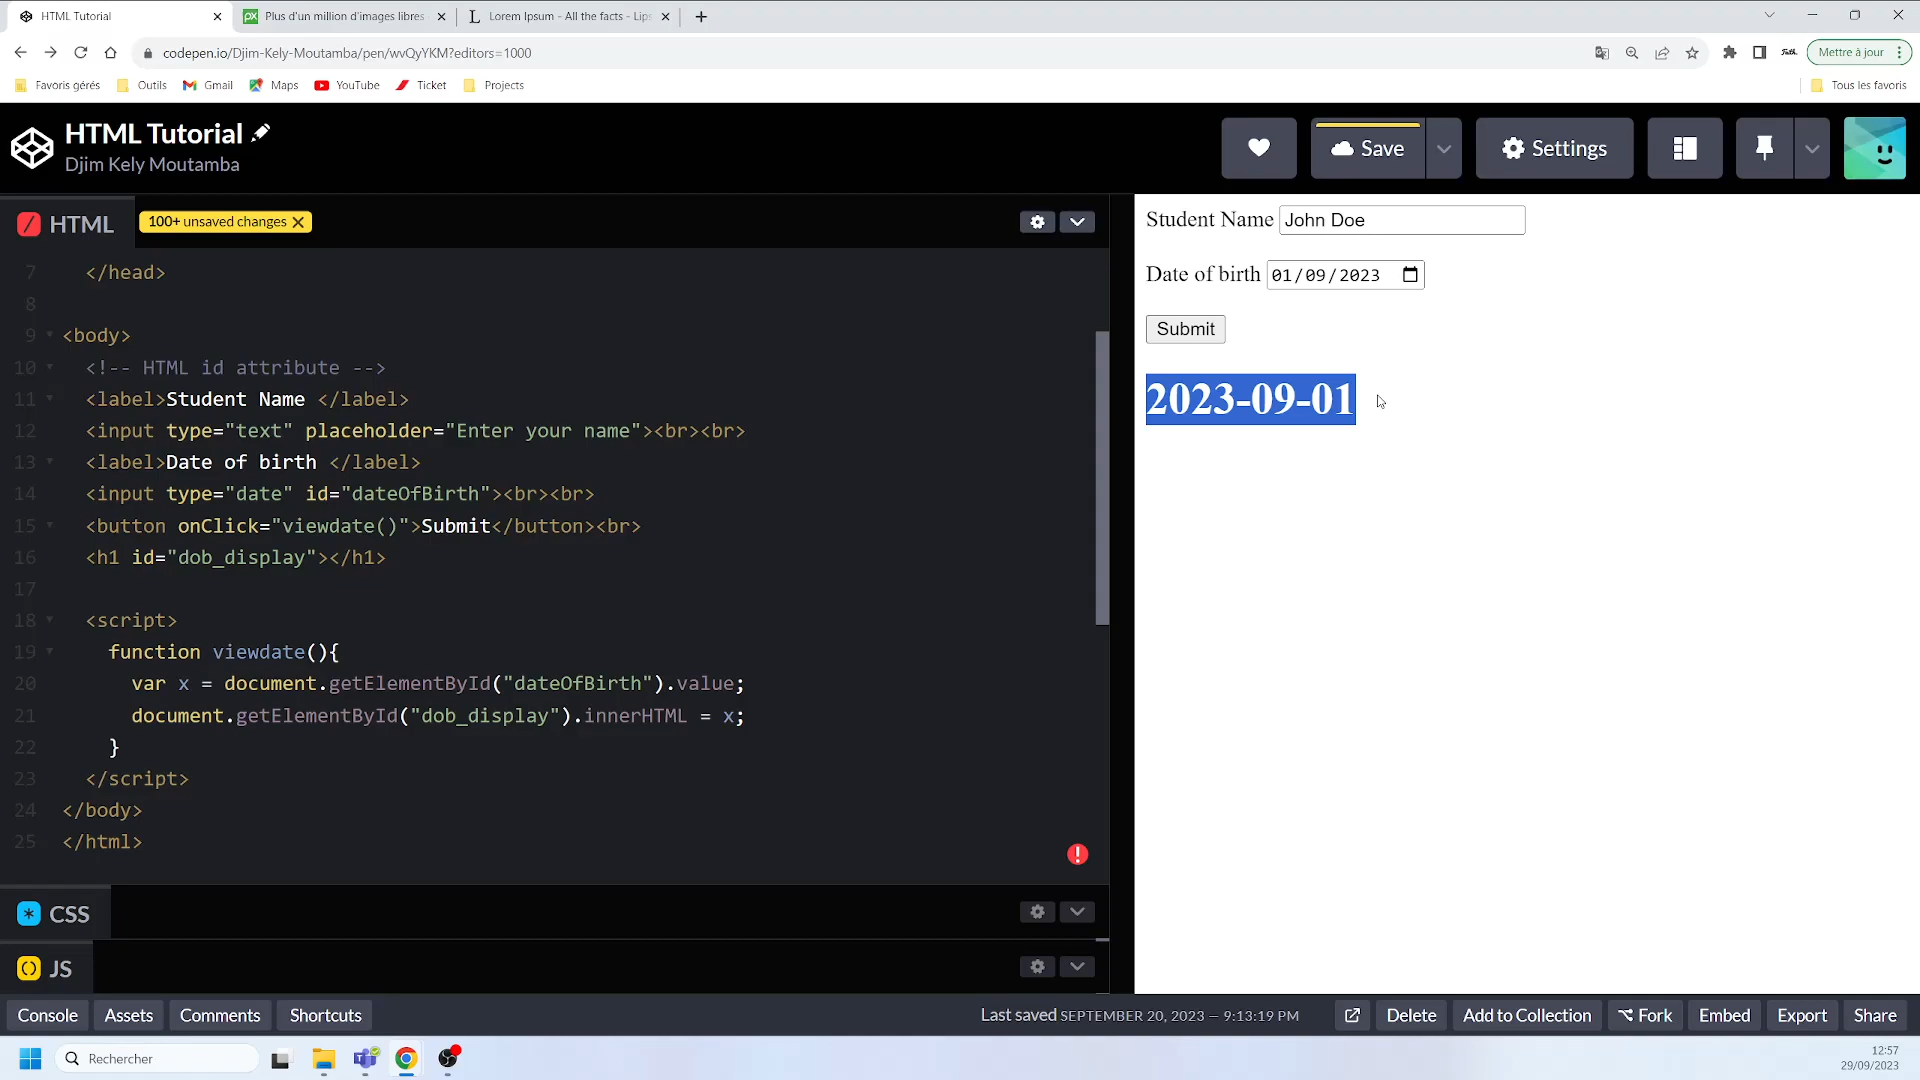 HTML Tutorial
Plus d'un million d'images libres
Lorem Ipsum - All the facts - Lips
codepen.io/Djim-Kely-Moutamba/pen/wvQyYKM?editors=1000
Mettre à jour
Favoris gérés
Outils
Gmail
Maps
YouTube
Ticket
Projects
Tous les favoris
HTML Tutorial
Djim Kely Moutamba
Save
Settings
HTML
100+ unsaved changes
7 </head>
8
9 <body>
10 <!-- HTML id attribute -->
11 <label>Student Name </label>
12 <input type="text" placeholder="Enter your name"><br><br>
13 <label>Date of birth </label>
14 <input type="date" id="dateOfBirth"><br><br>
15 <button onClick="viewdate()">Submit</button><br>
16 <h1 id="dob_display"></h1>
17
18 <script>
19 function viewdate(){
20 var x = document.getElementById("dateOfBirth").value;
21 document.getElementById("dob_display").innerHTML = x;
22 }
23 </script>
24 </body>
25 </html>
CSS
JS
Student Name John Doe
Date of birth 01/09/2023
Submit
2023-09-01
Console
Assets
Comments
Shortcuts
Last saved SEPTEMBER 20, 2023 — 9:13:19 PM
Delete
Add to Collection
Fork
Embed
Export
Share
Rechercher
12:57
29/09/2023